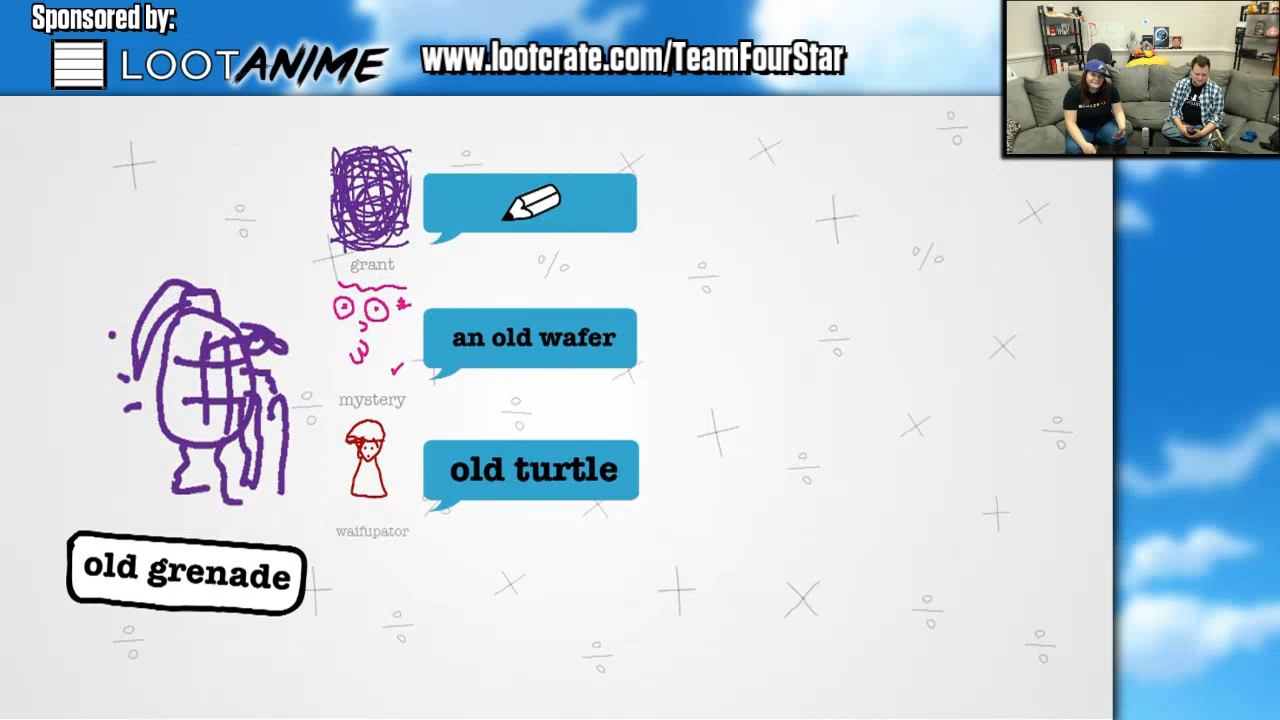 Sponsored by:
LOOTANIME
www.lootcrate.com/TeamFourStar
grant
an old wafer
mystery
old turtle
waifupator
old grenade